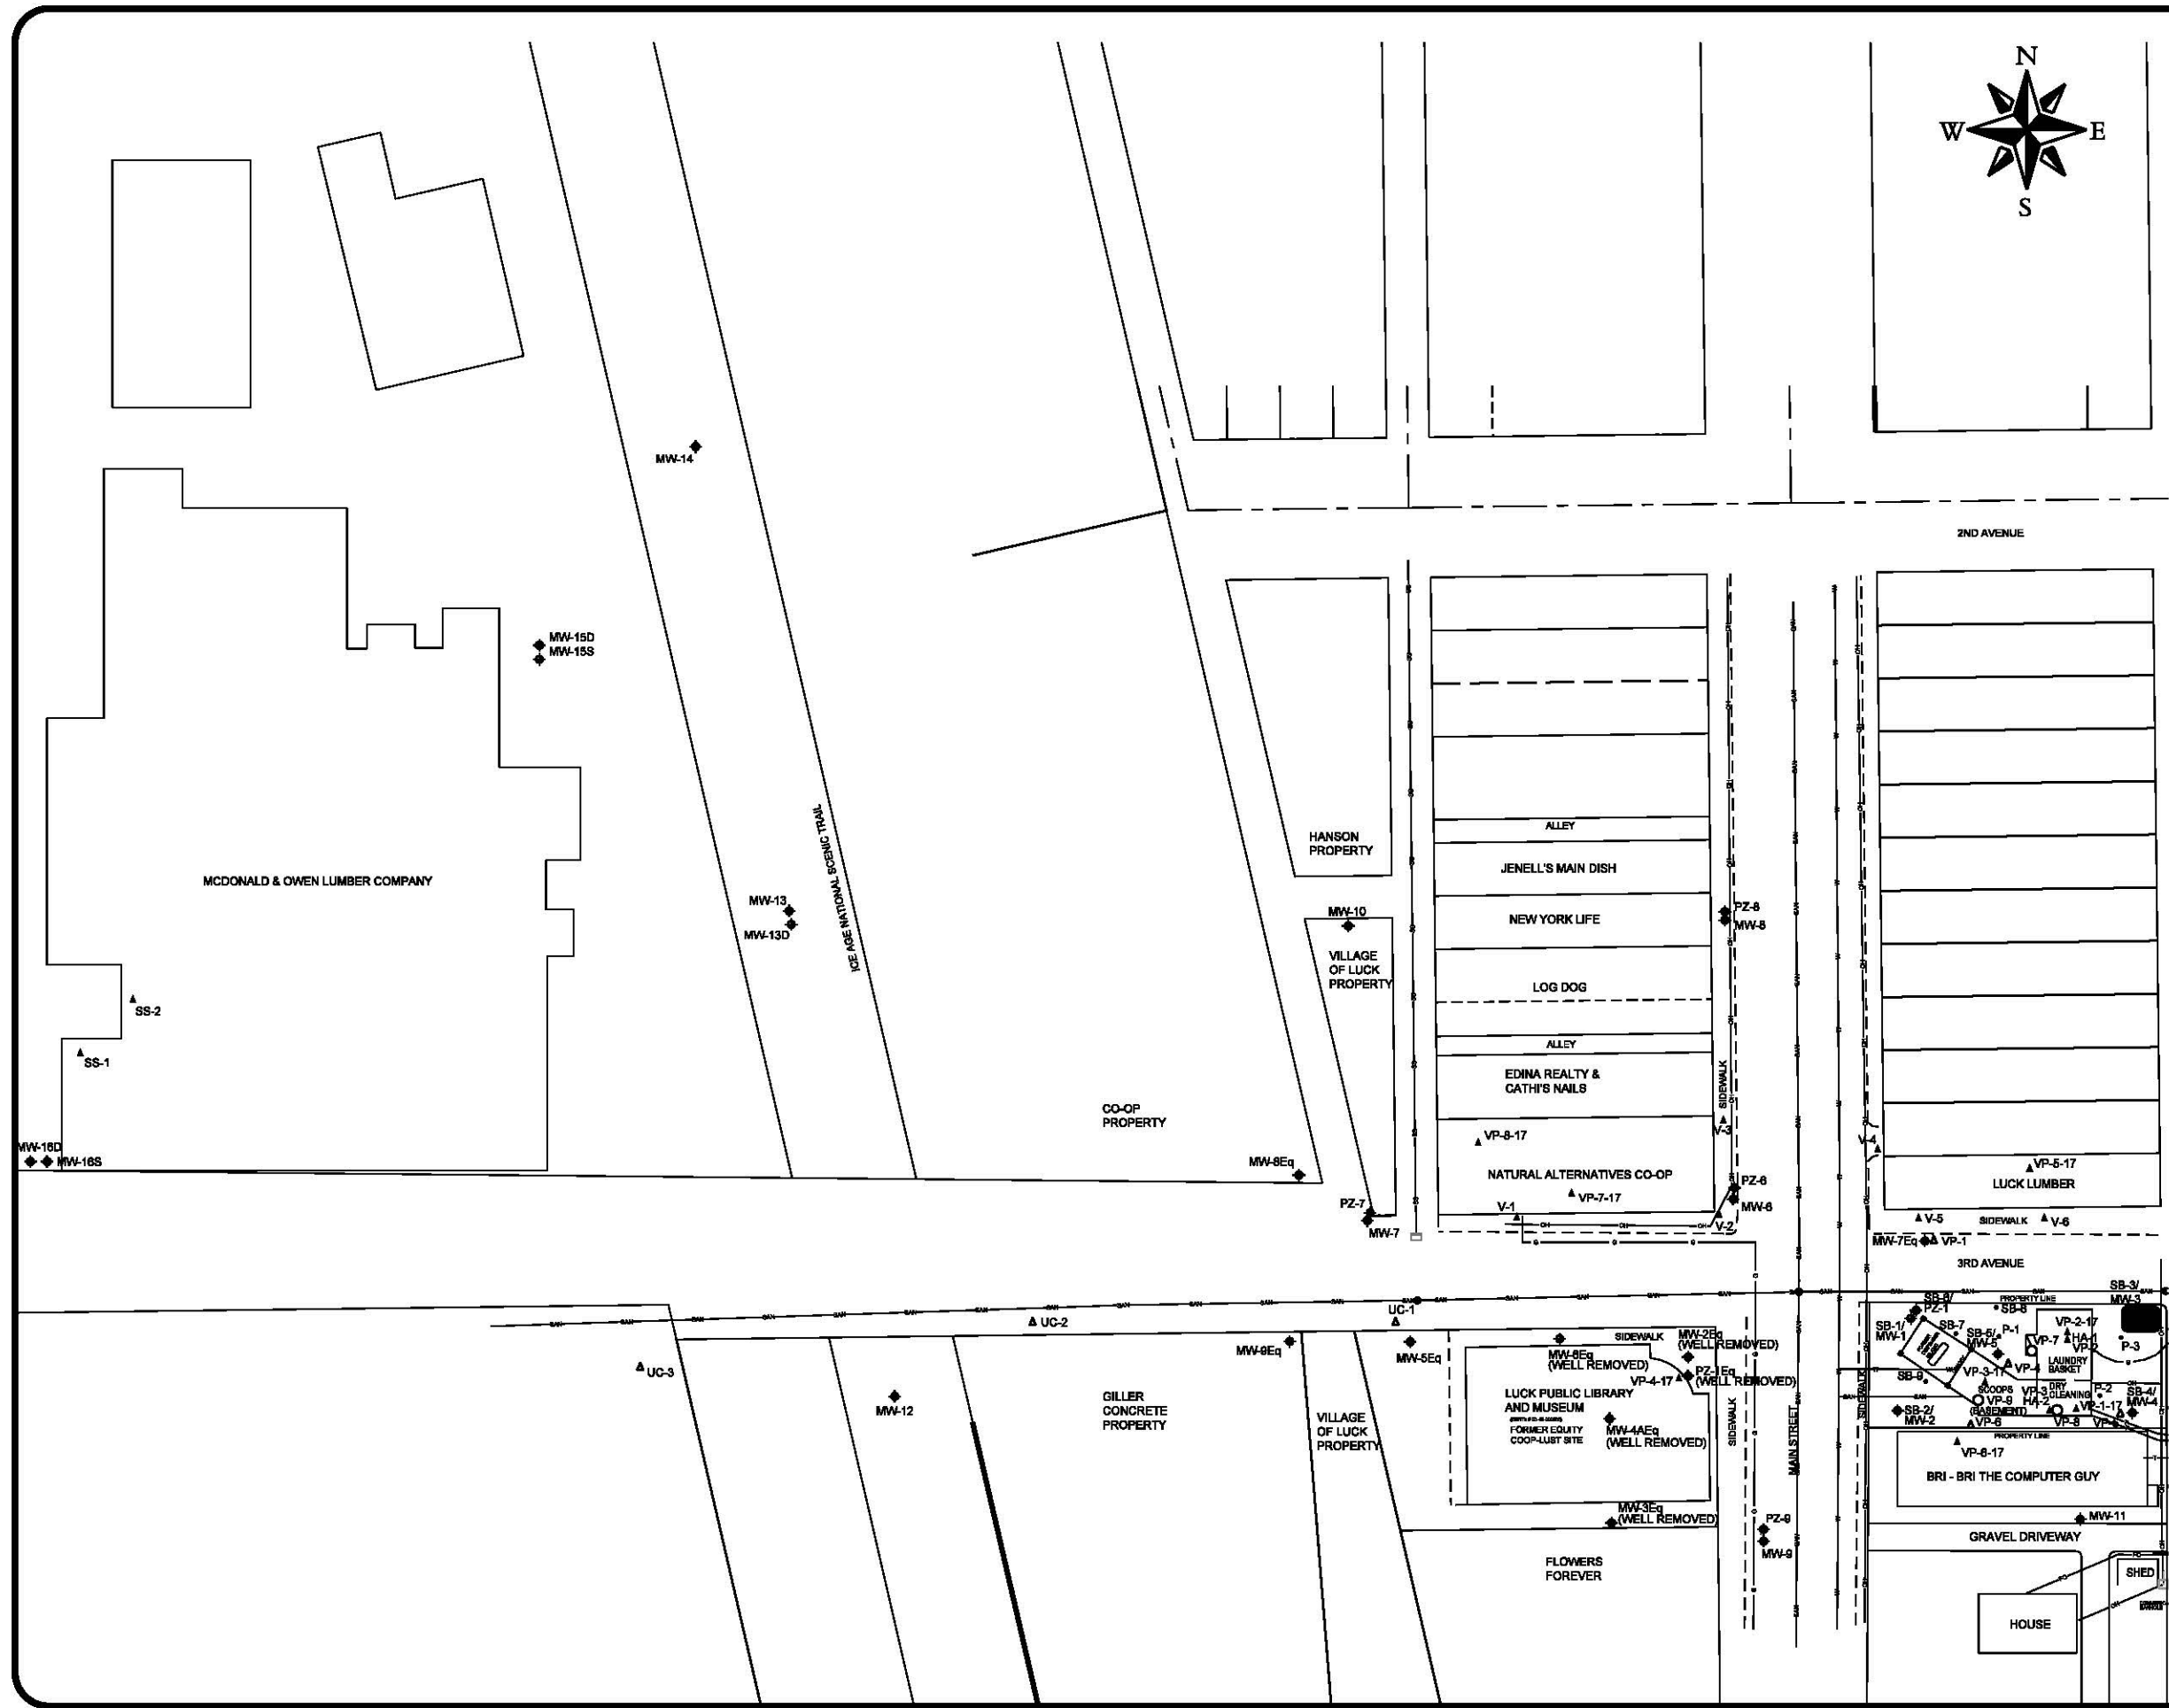 N
W E
S
MW-14
2ND AVENUE
MW-15D
MW-15S
ICE AGE NATIONAL SCENIC TRAIL
MCDONALD & OWEN LUMBER COMPANY
HANSON
PROPERTY
ALLEY
JENELL'S MAIN DISH
MW-13
MW-13D
MW-10
NEW YORK LIFE
PZ-8
MW-8
VILLAGE
OF LUCK
PROPERTY
LOG DOG
SS-2
SS-1
ALLEY
EDINA REALTY &
CATHI'S NAILS
SIDEWALK
CO-OP
PROPERTY
V-3
V-4
VP-8-17
MW-16D
MW-16S
MW-8Eq
NATURAL ALTERNATIVES CO-OP
VP-7-17
VP-5-17
LUCK LUMBER
PZ-6
MW-6
PZ-7
MW-7
V-1
V-2
V-5
SIDEWALK
V-6
MW-7Eq
VP-1
3RD AVENUE
SB-3/
MW-3
PROPERTY LINE
SB-6/
PZ-1
SB-8
UC-1
UC-2
UC-3
SB-1/
MW-1
SB-7
SB-5/
MW-5
P-1
VP-7
VP-2-17
HA-1
VP-2
P-3
LAUNDRY
BASKET
VP-4
VP-3-17
SB-9
SCOOPS
VP-9
(BASEMENT)
VP-3
HA-2
DRY
CLEANING
P-2
VP-1-17
SB-4/
MW-4
SB-2/
MW-2
VP-6
VP-8
PROPERTY LINE
VP-6-17
BRI - BRI THE COMPUTER GUY
MW-9Eq
MW-5Eq
MW-6Eq
(WELL REMOVED)
SIDEWALK
MW-2Eq
(WELL REMOVED)
PZ-1Eq
(WELL REMOVED)
VP-4-17
LUCK PUBLIC LIBRARY
AND MUSEUM
FORMER EQUITY
COOP-LUST SITE
MW-4AEq
(WELL REMOVED)
SIDEWALK
MAIN STREET
SIDEWALK
MW-12
GILLER
CONCRETE
PROPERTY
VILLAGE
OF LUCK
PROPERTY
MW-3Eq
(WELL REMOVED)
PZ-9
MW-9
MW-11
GRAVEL DRIVEWAY
FLOWERS
FOREVER
SHED
HOUSE